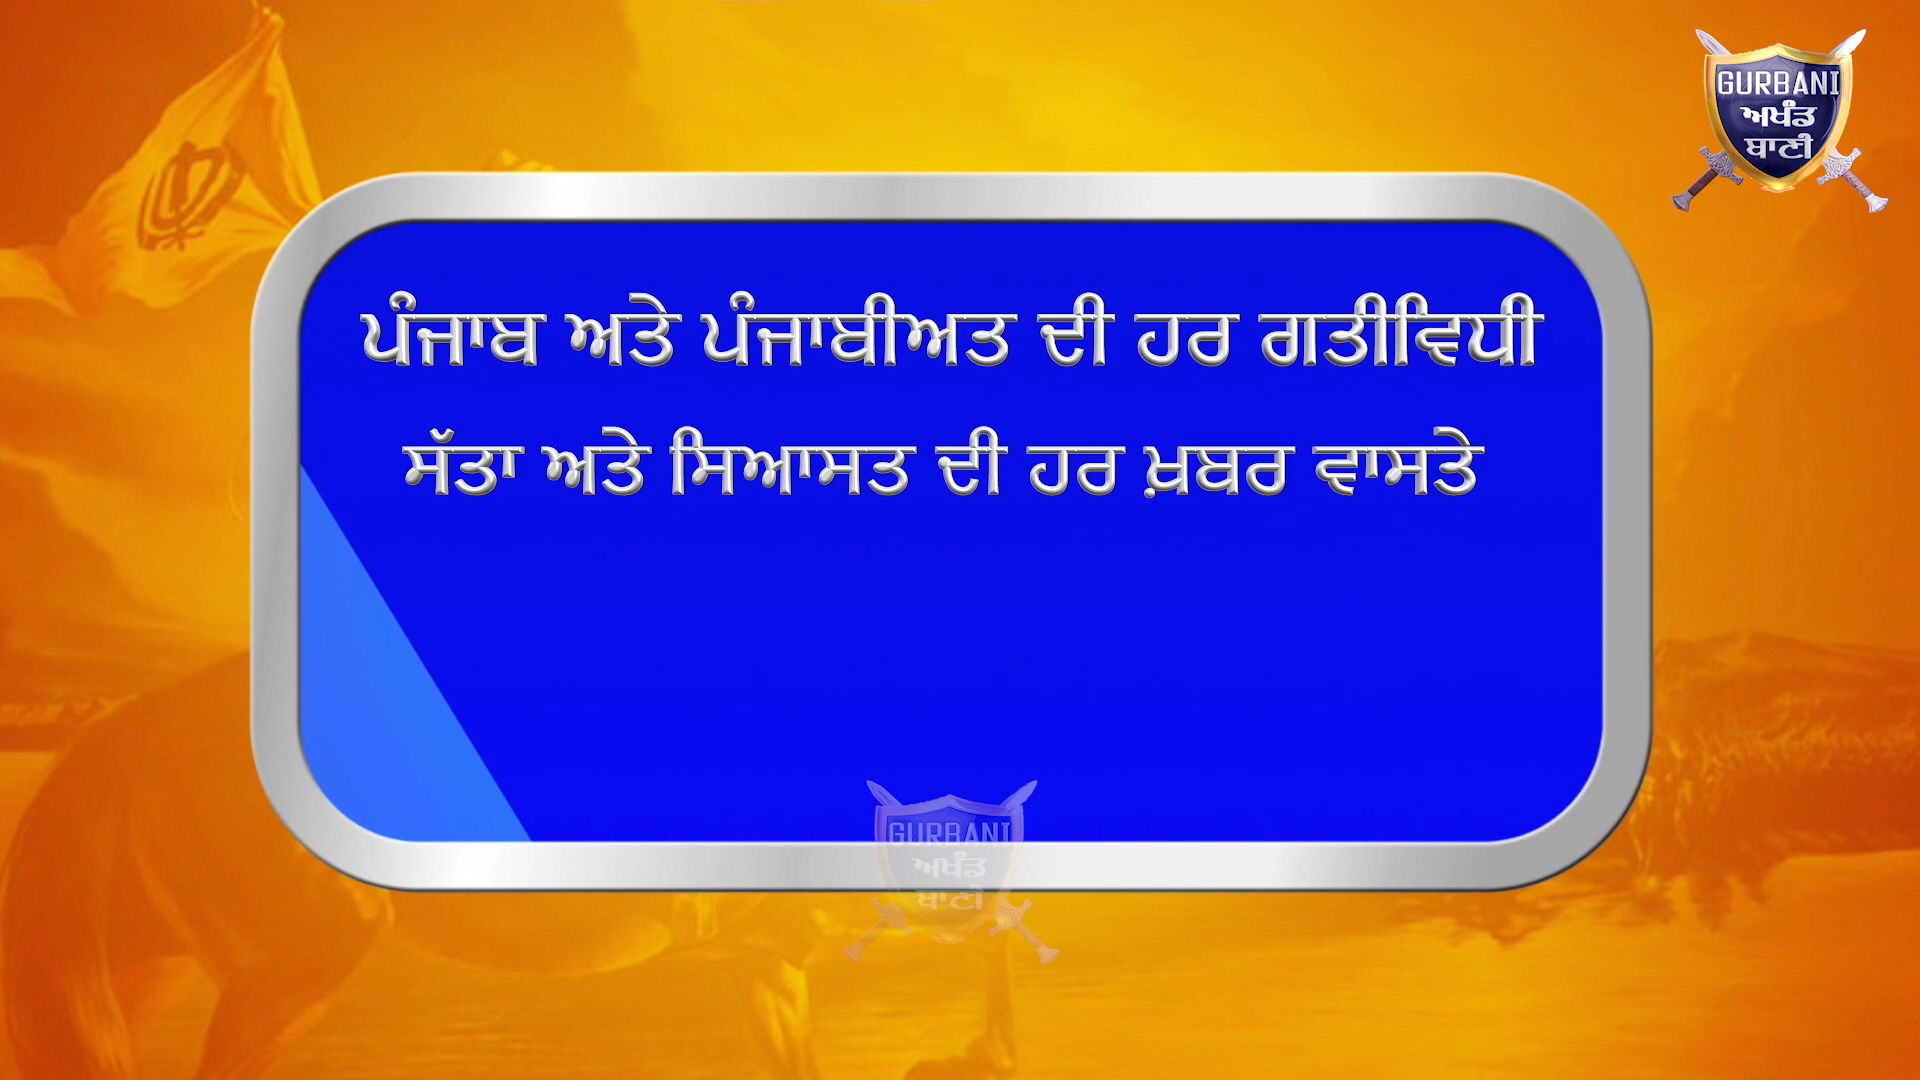 GURBANI
ਅਖੰਡ
ਬਾਣੀ
ਪੰਜਾਬ ਅਤੇ ਪੰਜਾਬੀਅਤ ਦੀ ਹਰ ਗਤੀਵਿਧੀ
ਸੱਤਾ ਅਤੇ ਸਿਆਸਤ ਦੀ ਹਰ ਖ਼ਬਰ ਵਾਸਤੇ
GURBANI
ਅਖੰਡ
ਬਾਣੀ